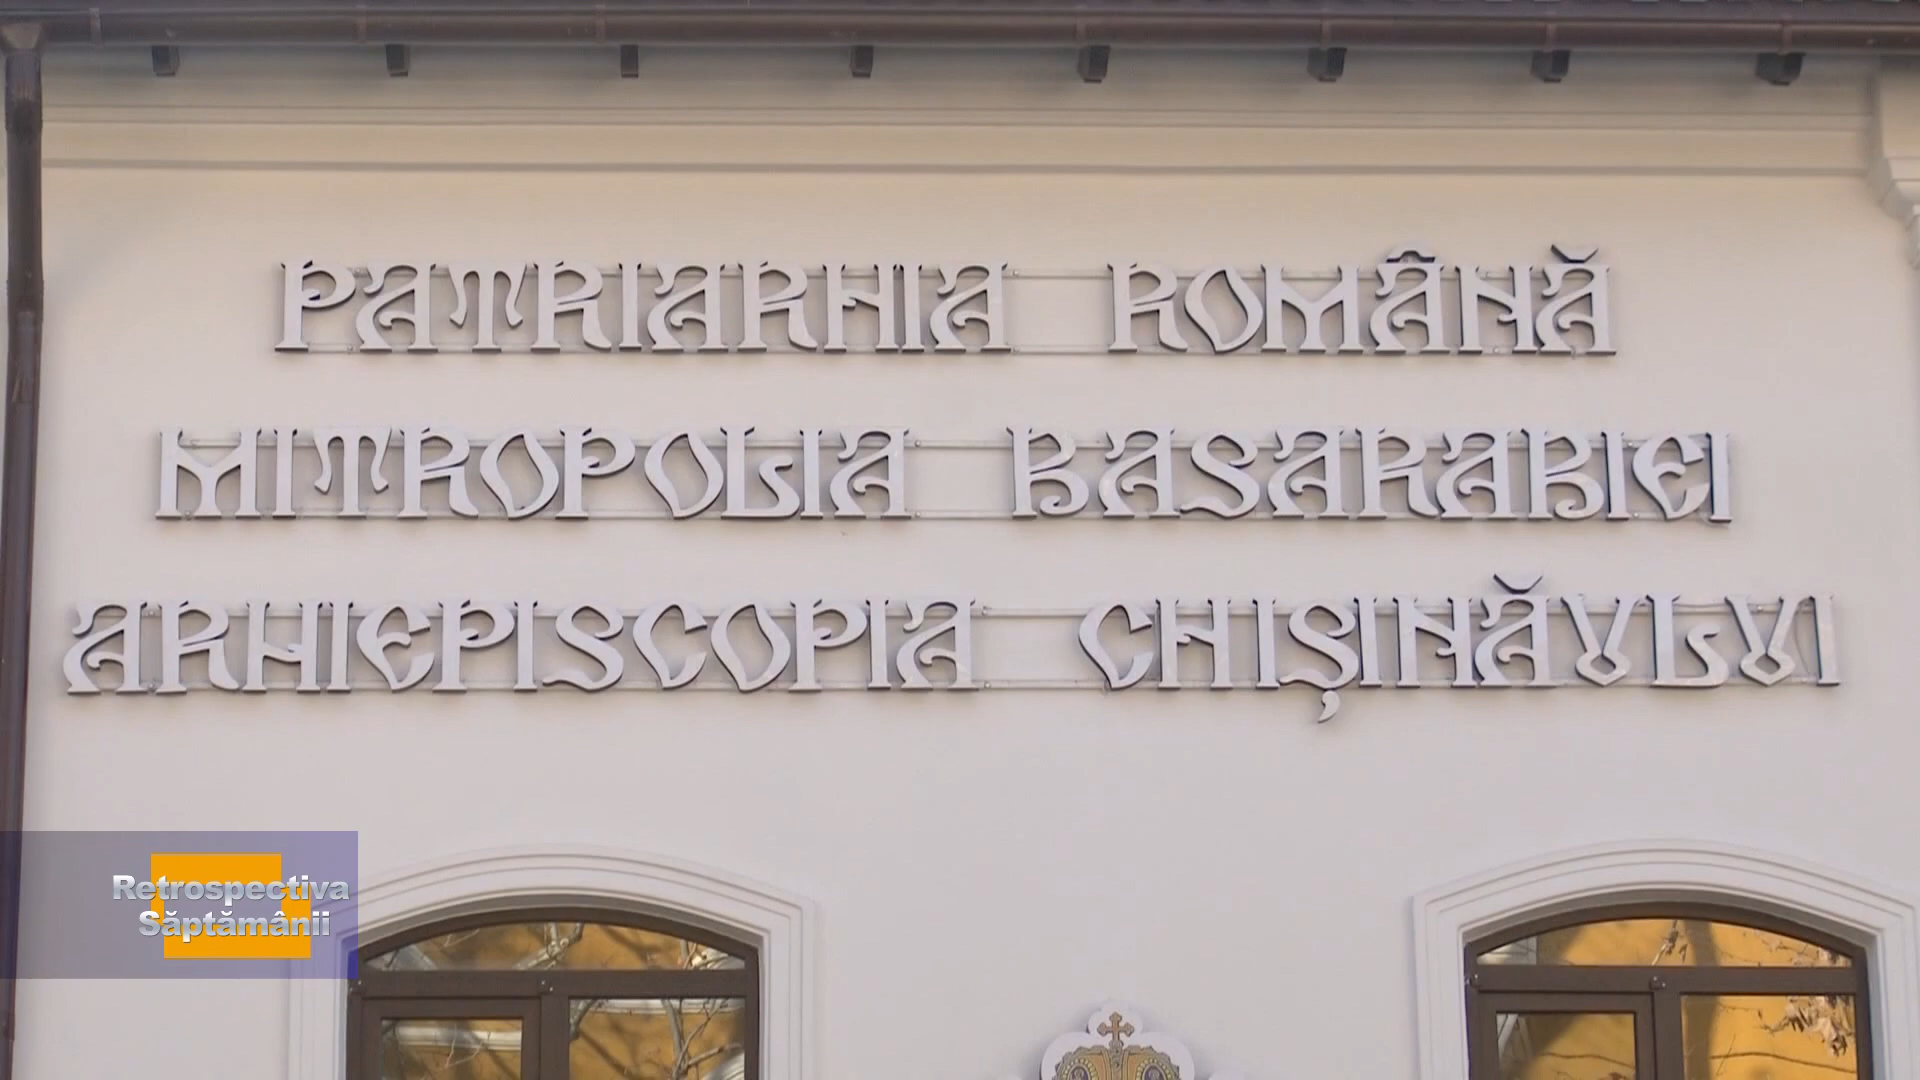 PATRIARHIA ROMÂNĂ
MITROPOLIA BASARABIEI
ARHIEPISCOPIA CHIȘINĂULUI
Retrospectiva
Săptămânii